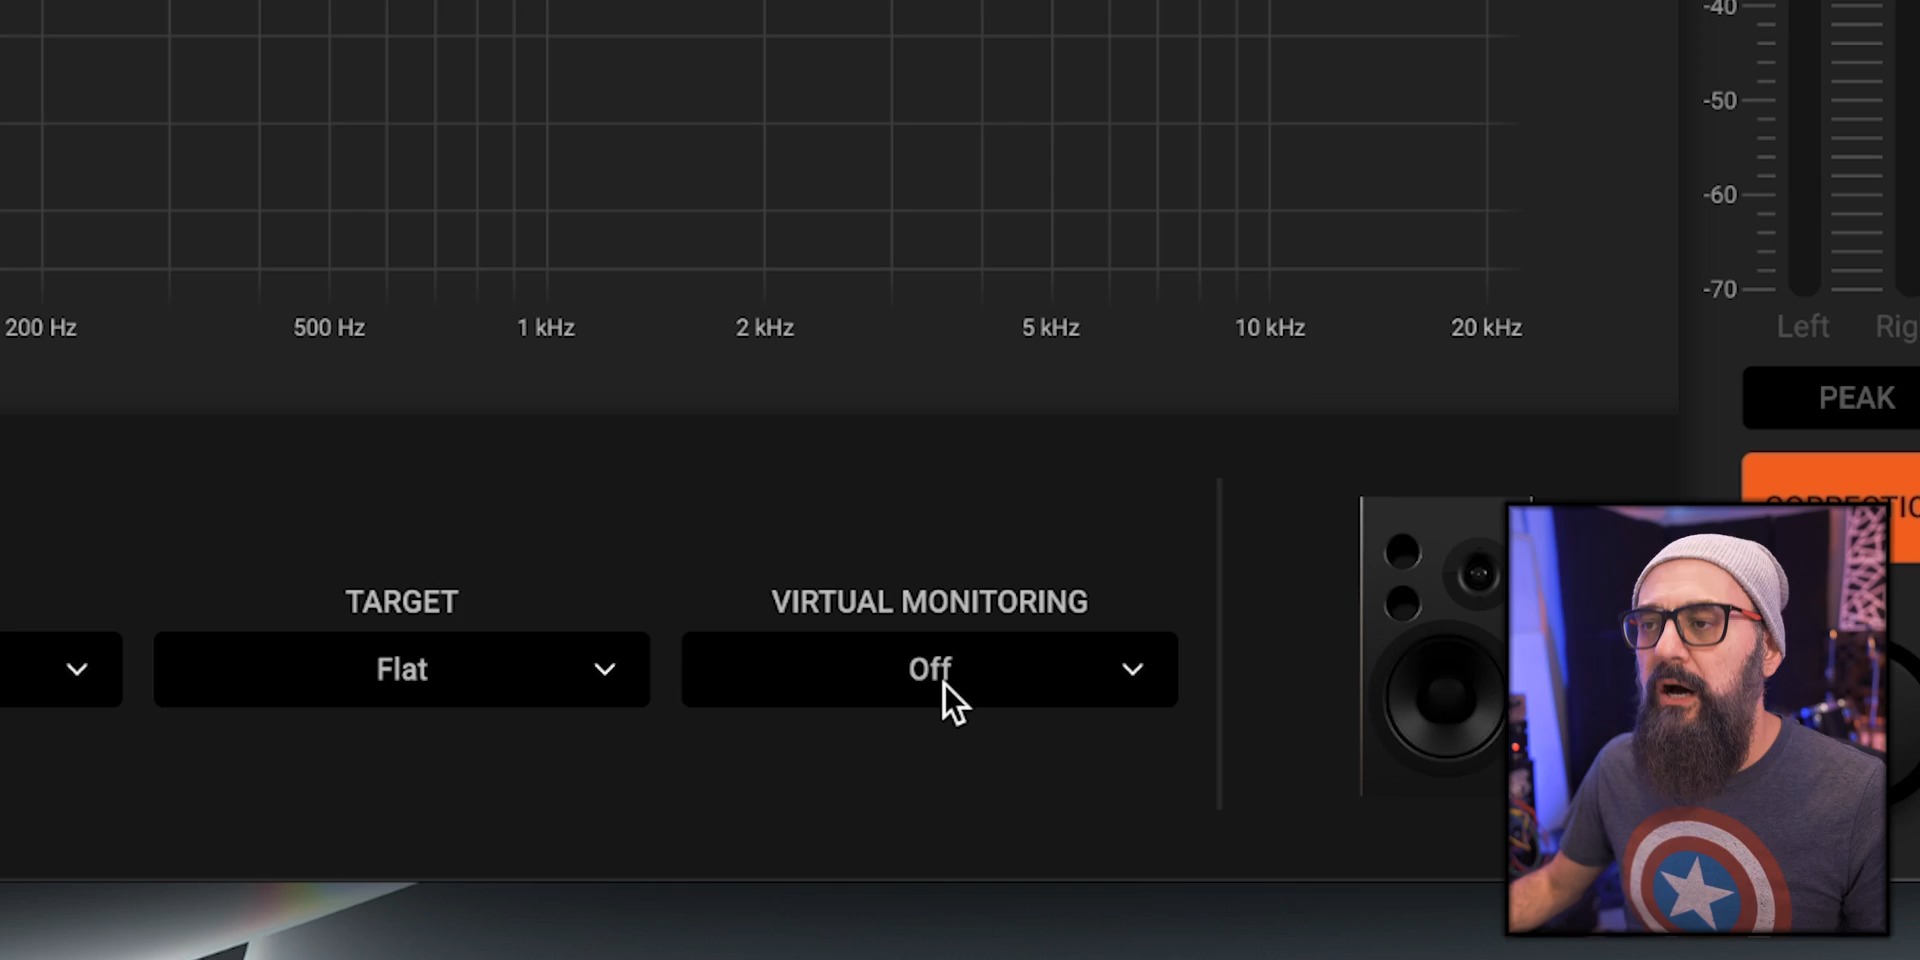 -40
-50
-60
-70
200 Hz 500 Hz 1 kHz 2 kHz 5 kHz 10 kHz 20 kHz
Left
PEAK
TARGET VIRTUAL MONITORING
Flat Off